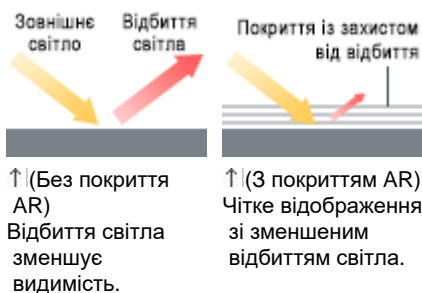 Зовнішнє світло
Відбиття світла
Покриття із захистом
від відбиття
↑ (Без покриття
AR)
Відбиття світла
зменшує
видимість.
↑ (З покриттям AR)
Чітке відображення
зі зменшеним
відбиттям світла.